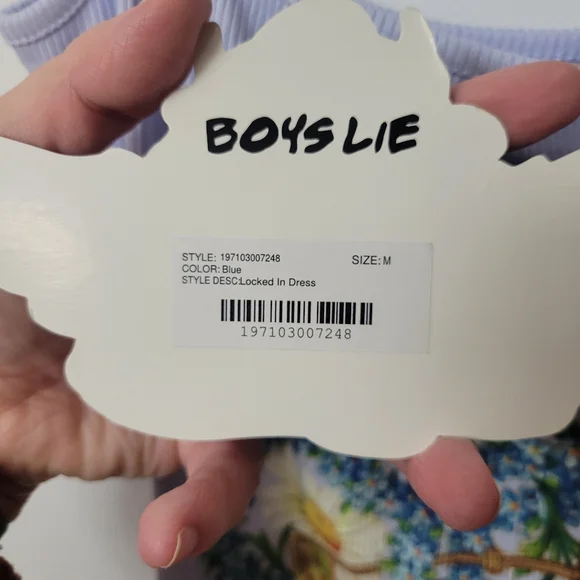 BOYS LIE
STYLE: 197103007248 SIZE: M
COLOR: Blue
STYLE DESC:Locked In Dress
197103007248